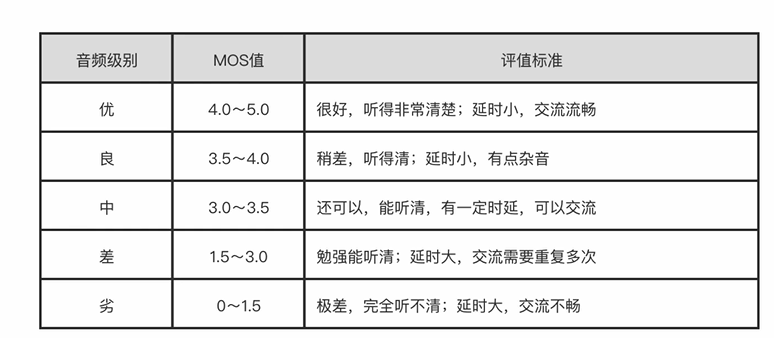 音频级别 MOS值 评值标准
优 4.0～5.0 很好，听得非常清楚；延时小，交流流畅
良 3.5～4.0 稍差，听得清；延时小，有点杂音
中 3.0～3.5 还可以，能听清，有一定时延，可以交流
差 1.5～3.0 勉强能听清；延时大，交流需要重复多次
劣 0～1.5 极差，完全听不清；延时大，交流不畅